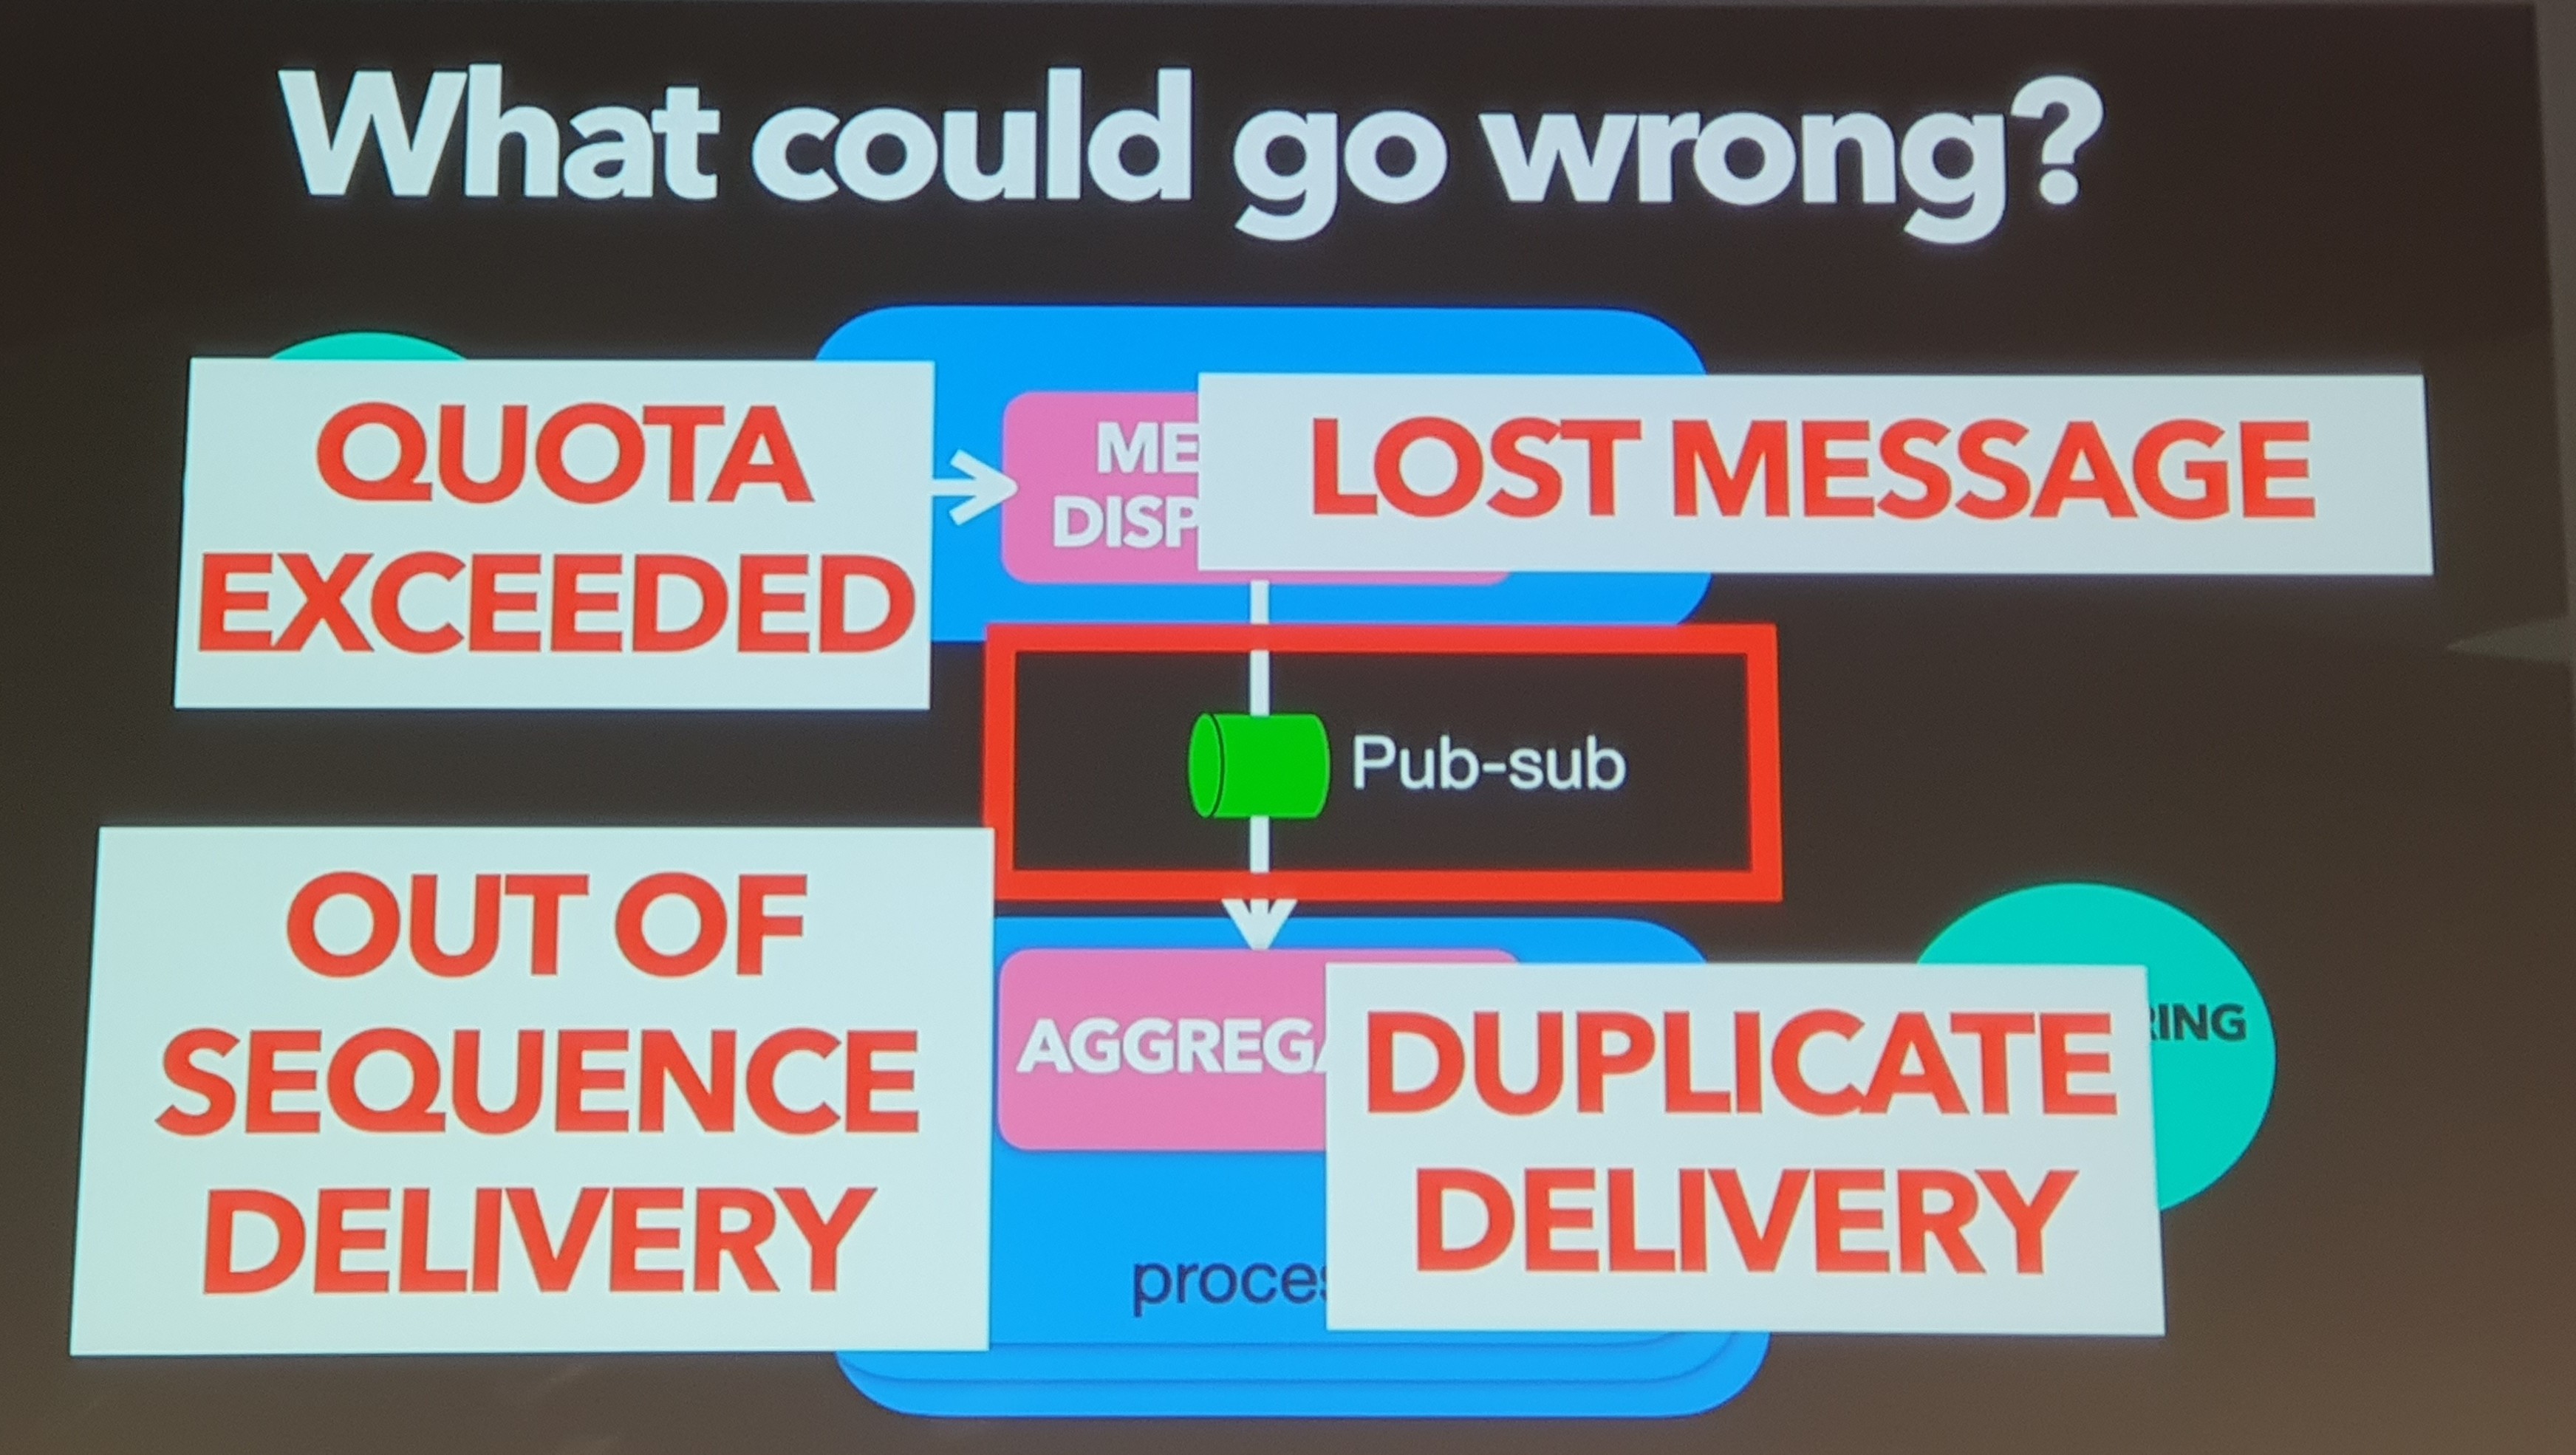 What could go wrong?
QUOTA
EXCEEDED
ME
DISP
LOST MESSAGE
Pub-sub
OUT OF
SEQUENCE
DELIVERY
AGGREGA
proces
DUPLICATE
DELIVERY
RING